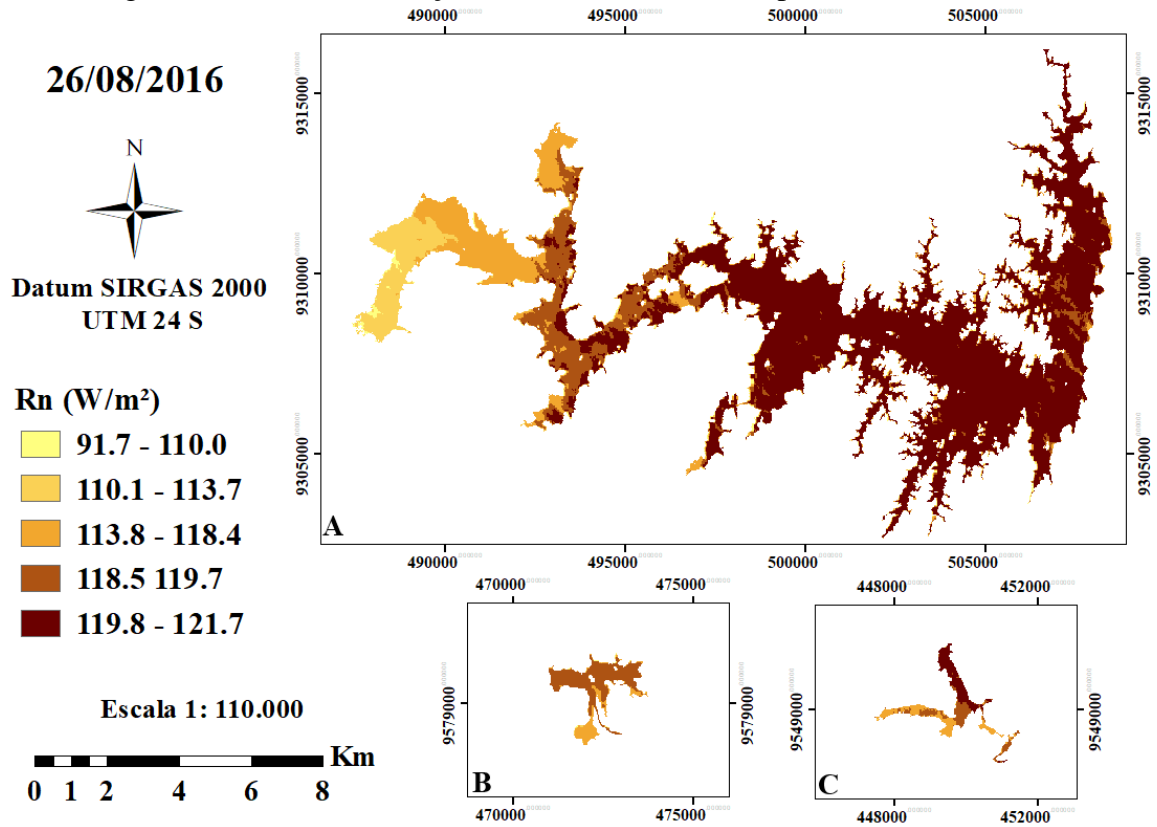 26/08/2016
N
Datum SIRGAS 2000
UTM 24 S
Rn (W/m²)
91.7 - 110.0
110.1 - 113.7
113.8 - 118.4
118.5 119.7
119.8 - 121.7
Escala 1: 110.000
Km
0 1 2 4 6 8
490000 495000 500000 505000
9315000 9315000
9310000 9310000
9305000 9305000
A
490000 495000 500000 505000
470000 475000
9579000 9579000
B
470000 475000
448000 452000
9549000 9549000
C
448000 452000